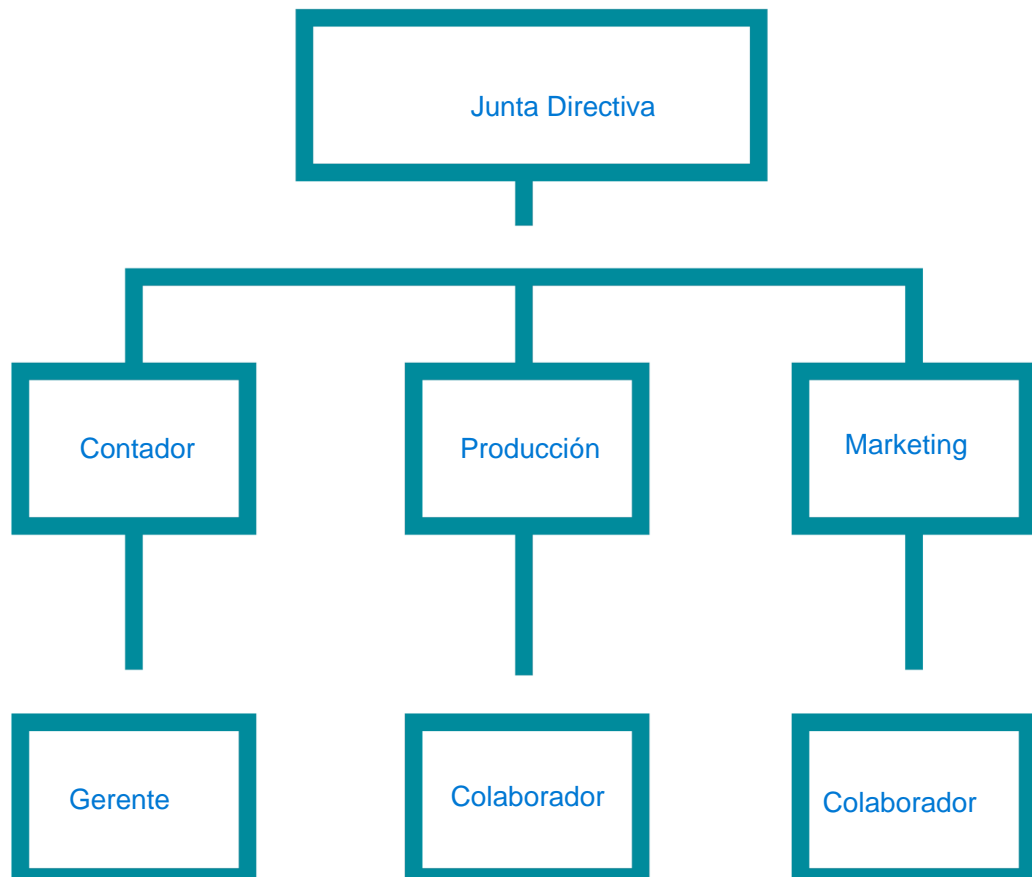 Junta Directiva
Contador
Producción
Marketing
Gerente
Colaborador
Colaborador